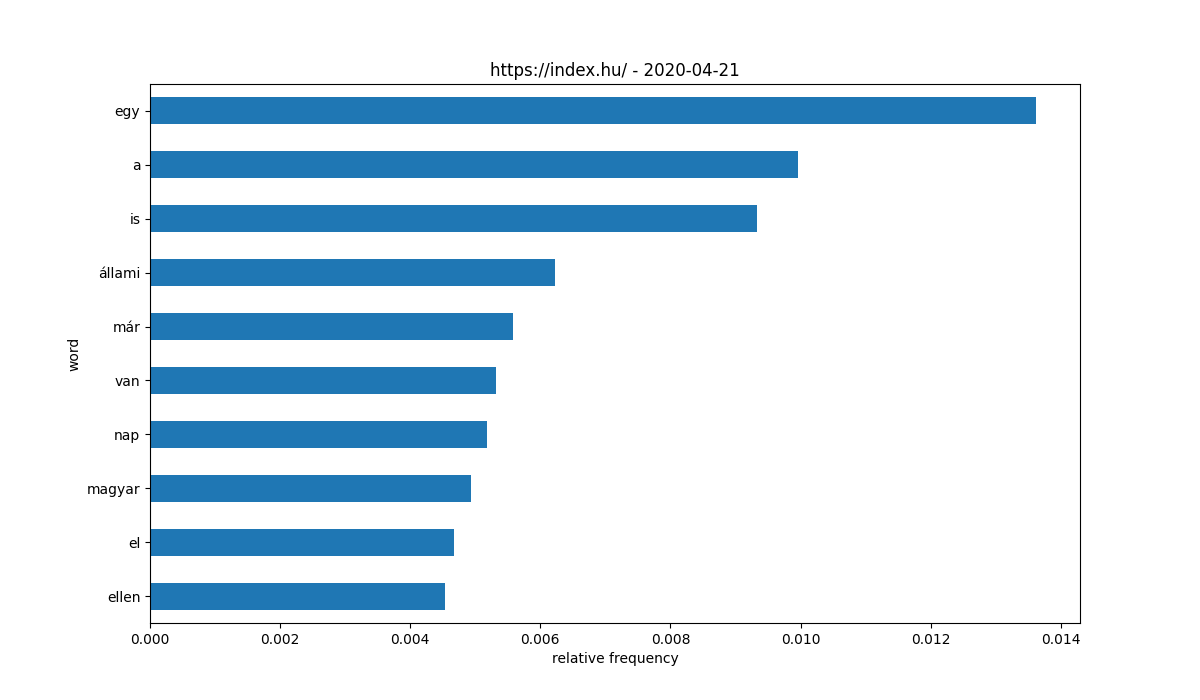 https://index.hu/ - 2020-04-21
egy
a
is
állami
már
van
nap
magyar
el
ellen
word
0.000 0.002 0.004 0.006 0.008 0.010 0.012 0.014
relative frequency